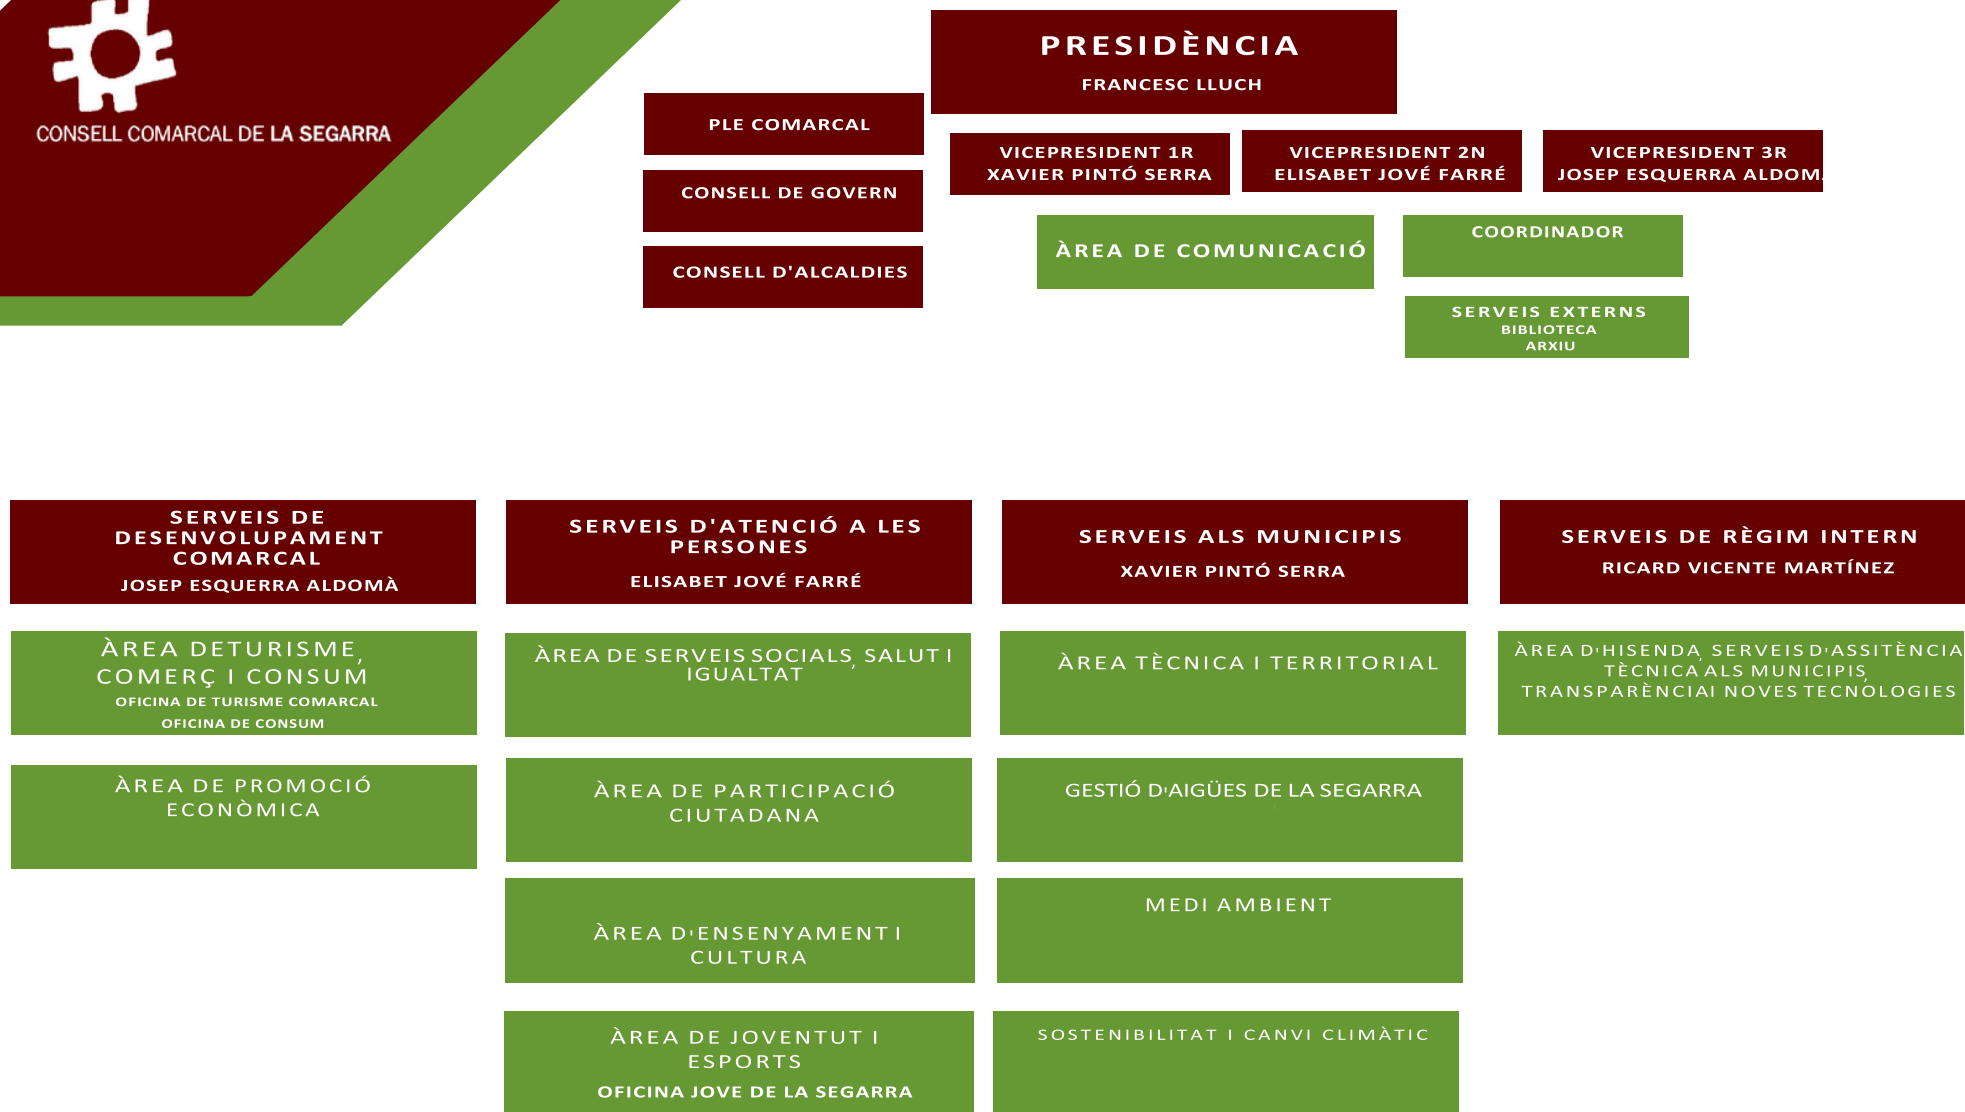 CONSELL COMARCAL DE LA SEGARRA
PRESIDÈNCIA
FRANCESC LLUCH
PLE COMARCAL
CONSELL DE GOVERN
CONSELL D'ALCALDIES
VICEPRESIDENT 1R
XAVIER PINTÓ SERRA
VICEPRESIDENT 2N
ELISABET JOVÉ FARRÉ
VICEPRESIDENT 3R
JOSEP ESQUERRA ALDOMÀ
ÀREA DE COMUNICACIÓ
COORDINADOR
SERVEIS EXTERNS
BIBLIOTECA
ARXIU
SERVEIS DE
DESENVOLUPAMENT
COMARCAL
JOSEP ESQUERRA ALDOMÀ
ÀREA DETURISME,
COMERÇ I CONSUM
OFICINA DE TURISME COMARCAL
OFICINA DE CONSUM
ÀREA DE PROMOCIÓ
ECONÒMICA
SERVEIS D'ATENCIÓ A LES
PERSONES
ELISABET JOVÉ FARRÉ
ÀREA DE SERVEIS SOCIALS, SALUT I
IGUALTAT
ÀREA DE PARTICIPACIÓ
CIUTADANA
ÀREA D'ENSENYAMENT I
CULTURA
ÀREA DE JOVENTUT I
ESPORTS
OFICINA JOVE DE LA SEGARRA
SERVEIS ALS MUNICIPIS
XAVIER PINTÓ SERRA
ÀREA TÈCNICA I TERRITORIAL
GESTIÓ D'AIGÜES DE LA SEGARRA
MEDI AMBIENT
SOSTENIBILITAT I CANVI CLIMÀTIC
SERVEIS DE RÈGIM INTERN
RICARD VICENTE MARTÍNEZ
ÀREA D'HISENDA, SERVEIS D'ASSITÈNCIA
TÈCNICA ALS MUNICIPIS,
TRANSPARÈNCIAI NOVES TECNOLOGIES